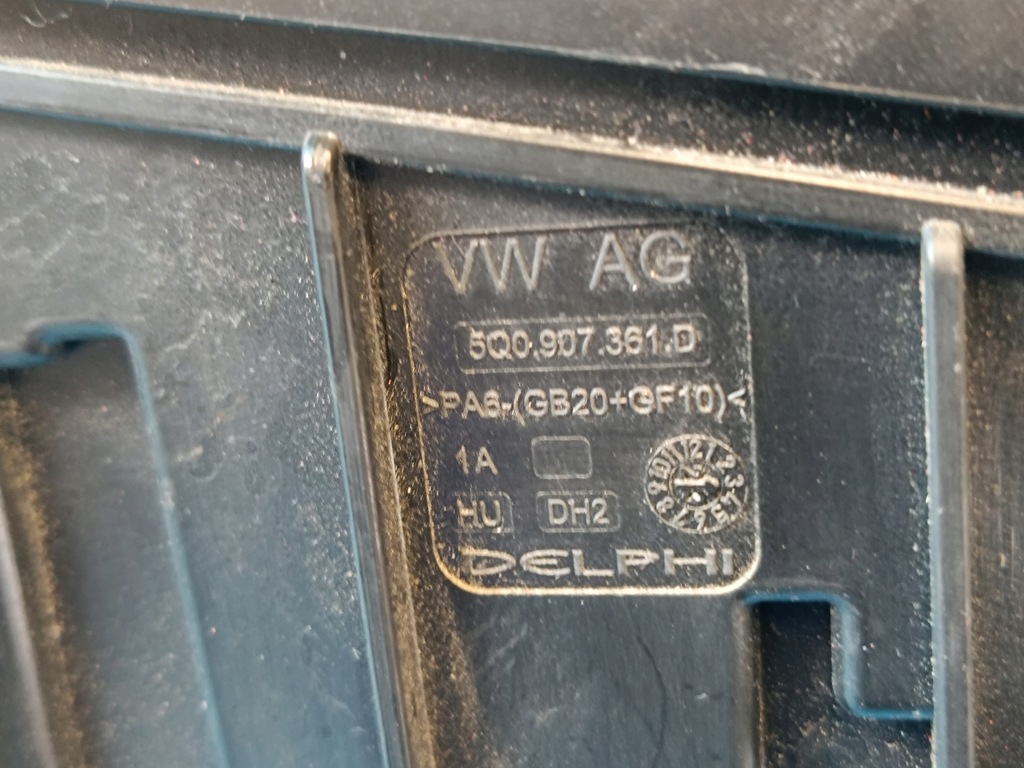 VW AG
5Q0.907.361.D
>PA6-(GB20+GF10)<
1A
HU DH2
DELPHI